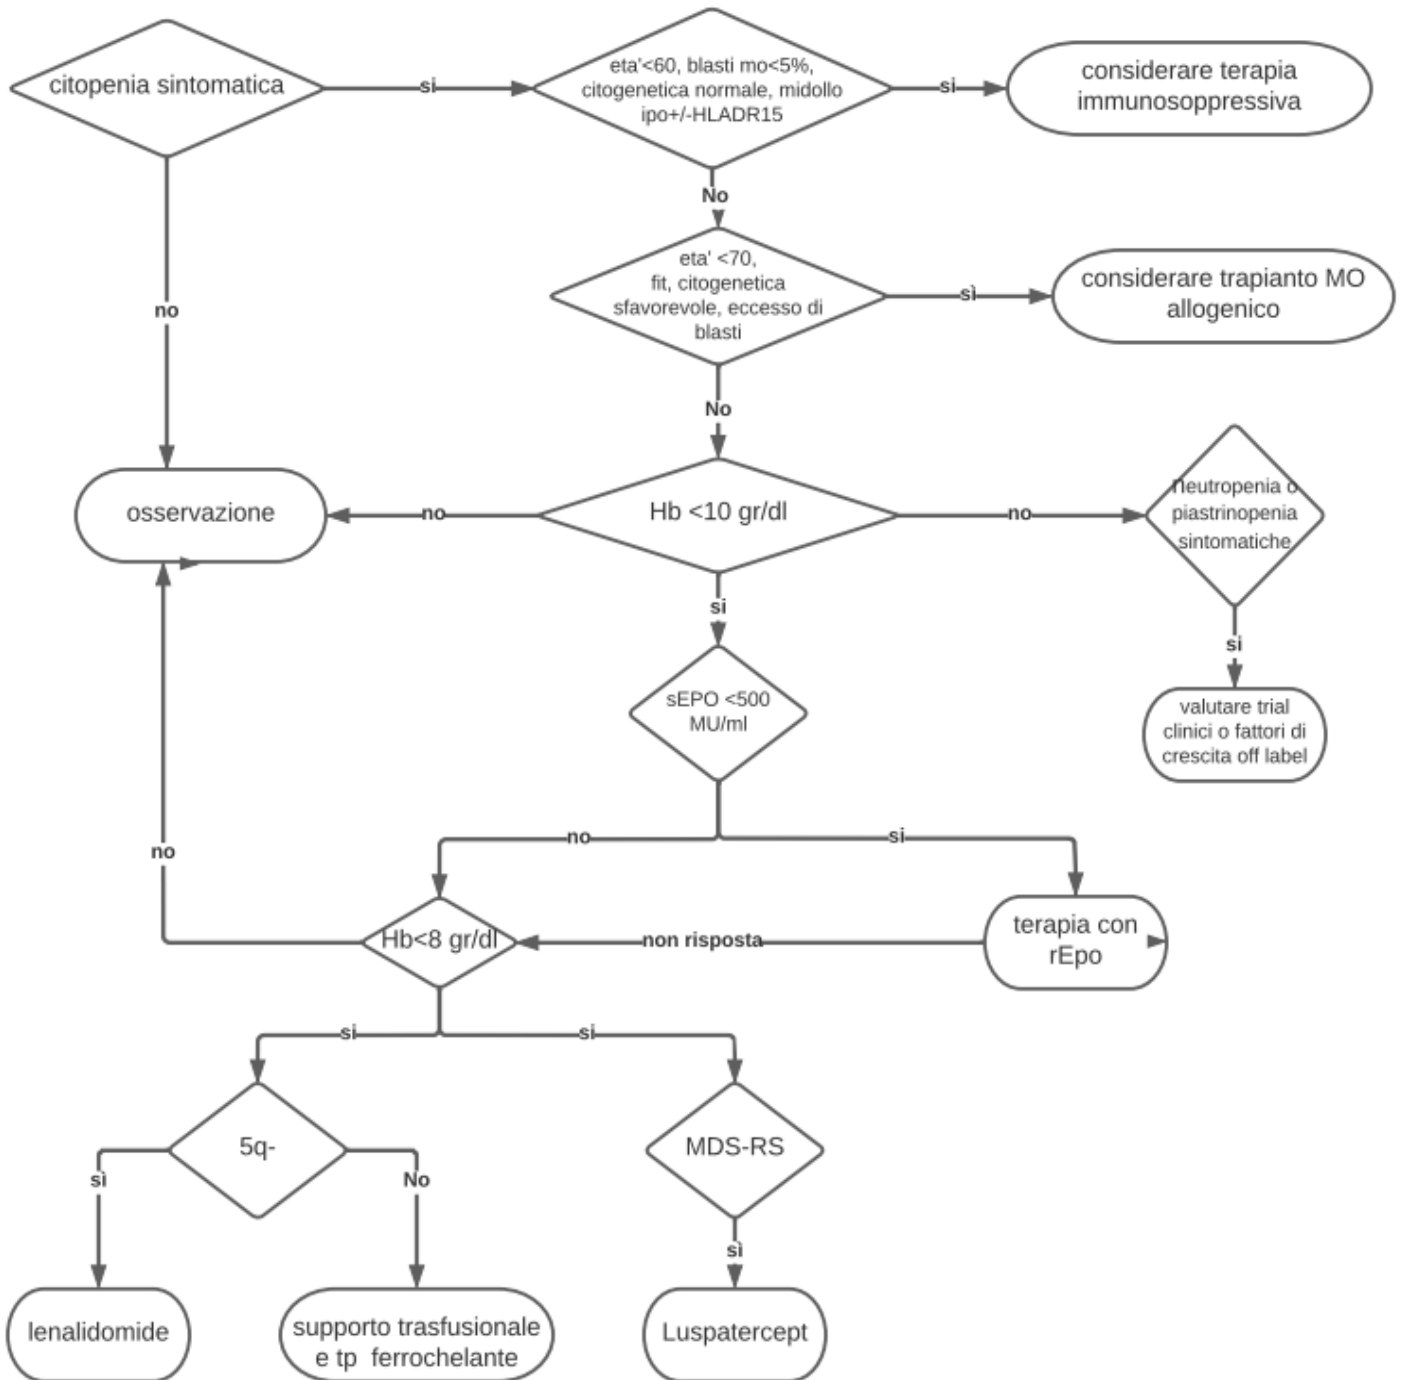 citopenia sintomatica
si
eta'<60, blasti mo<5%,
citogenetica normale, midollo
ipo+/-HLADR15
si
considerare terapia
immunosoppressiva
No
no
eta' <70,
fit, citogenetica
sfavorevole, eccesso di
blasti
sì
considerare trapianto MO
allogenico
No
osservazione
no
Hb <10 gr/dl
no
Neutropenia o
piastrinopenia
sintomatiche
si
si
sEPO <500
MU/ml
valutare trial
clinici o fattori di
crescita off label
no
no
si
Hb<8 gr/dl
non risposta
terapia con
rEpo
si
si
5q-
MDS-RS
sì
No
sì
lenalidomide
supporto trasfusionale
e tp ferrochelante
Luspatercept